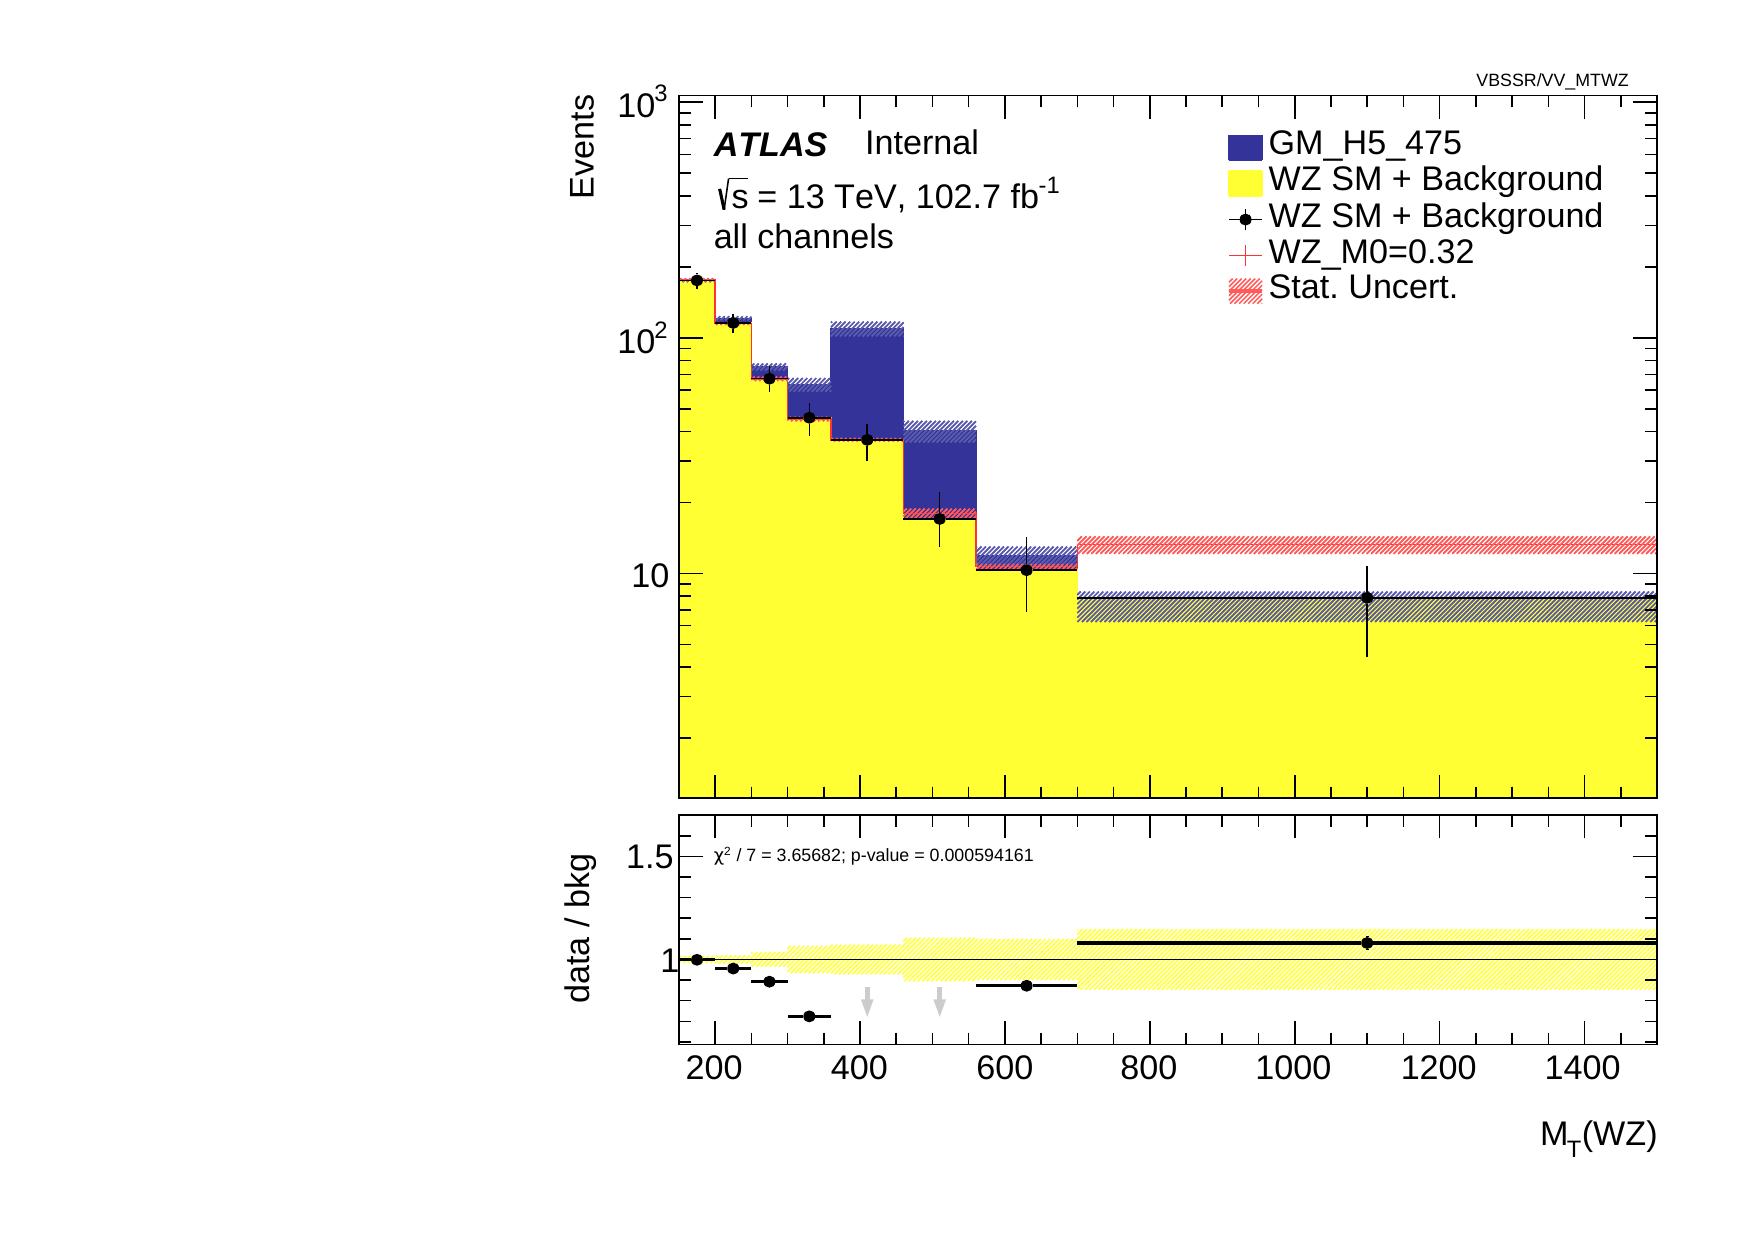 VBSSR/VV_MTWZ
Events
10³
10²
10
ATLAS Internal
√s = 13 TeV, 102.7 fb⁻¹
all channels
GM_H5_475
WZ SM + Background
WZ SM + Background
WZ_M0=0.32
Stat. Uncert.
data / bkg
1.5
1
χ² / 7 = 3.65682; p-value = 0.000594161
200 400 600 800 1000 1200 1400
M_T(WZ)